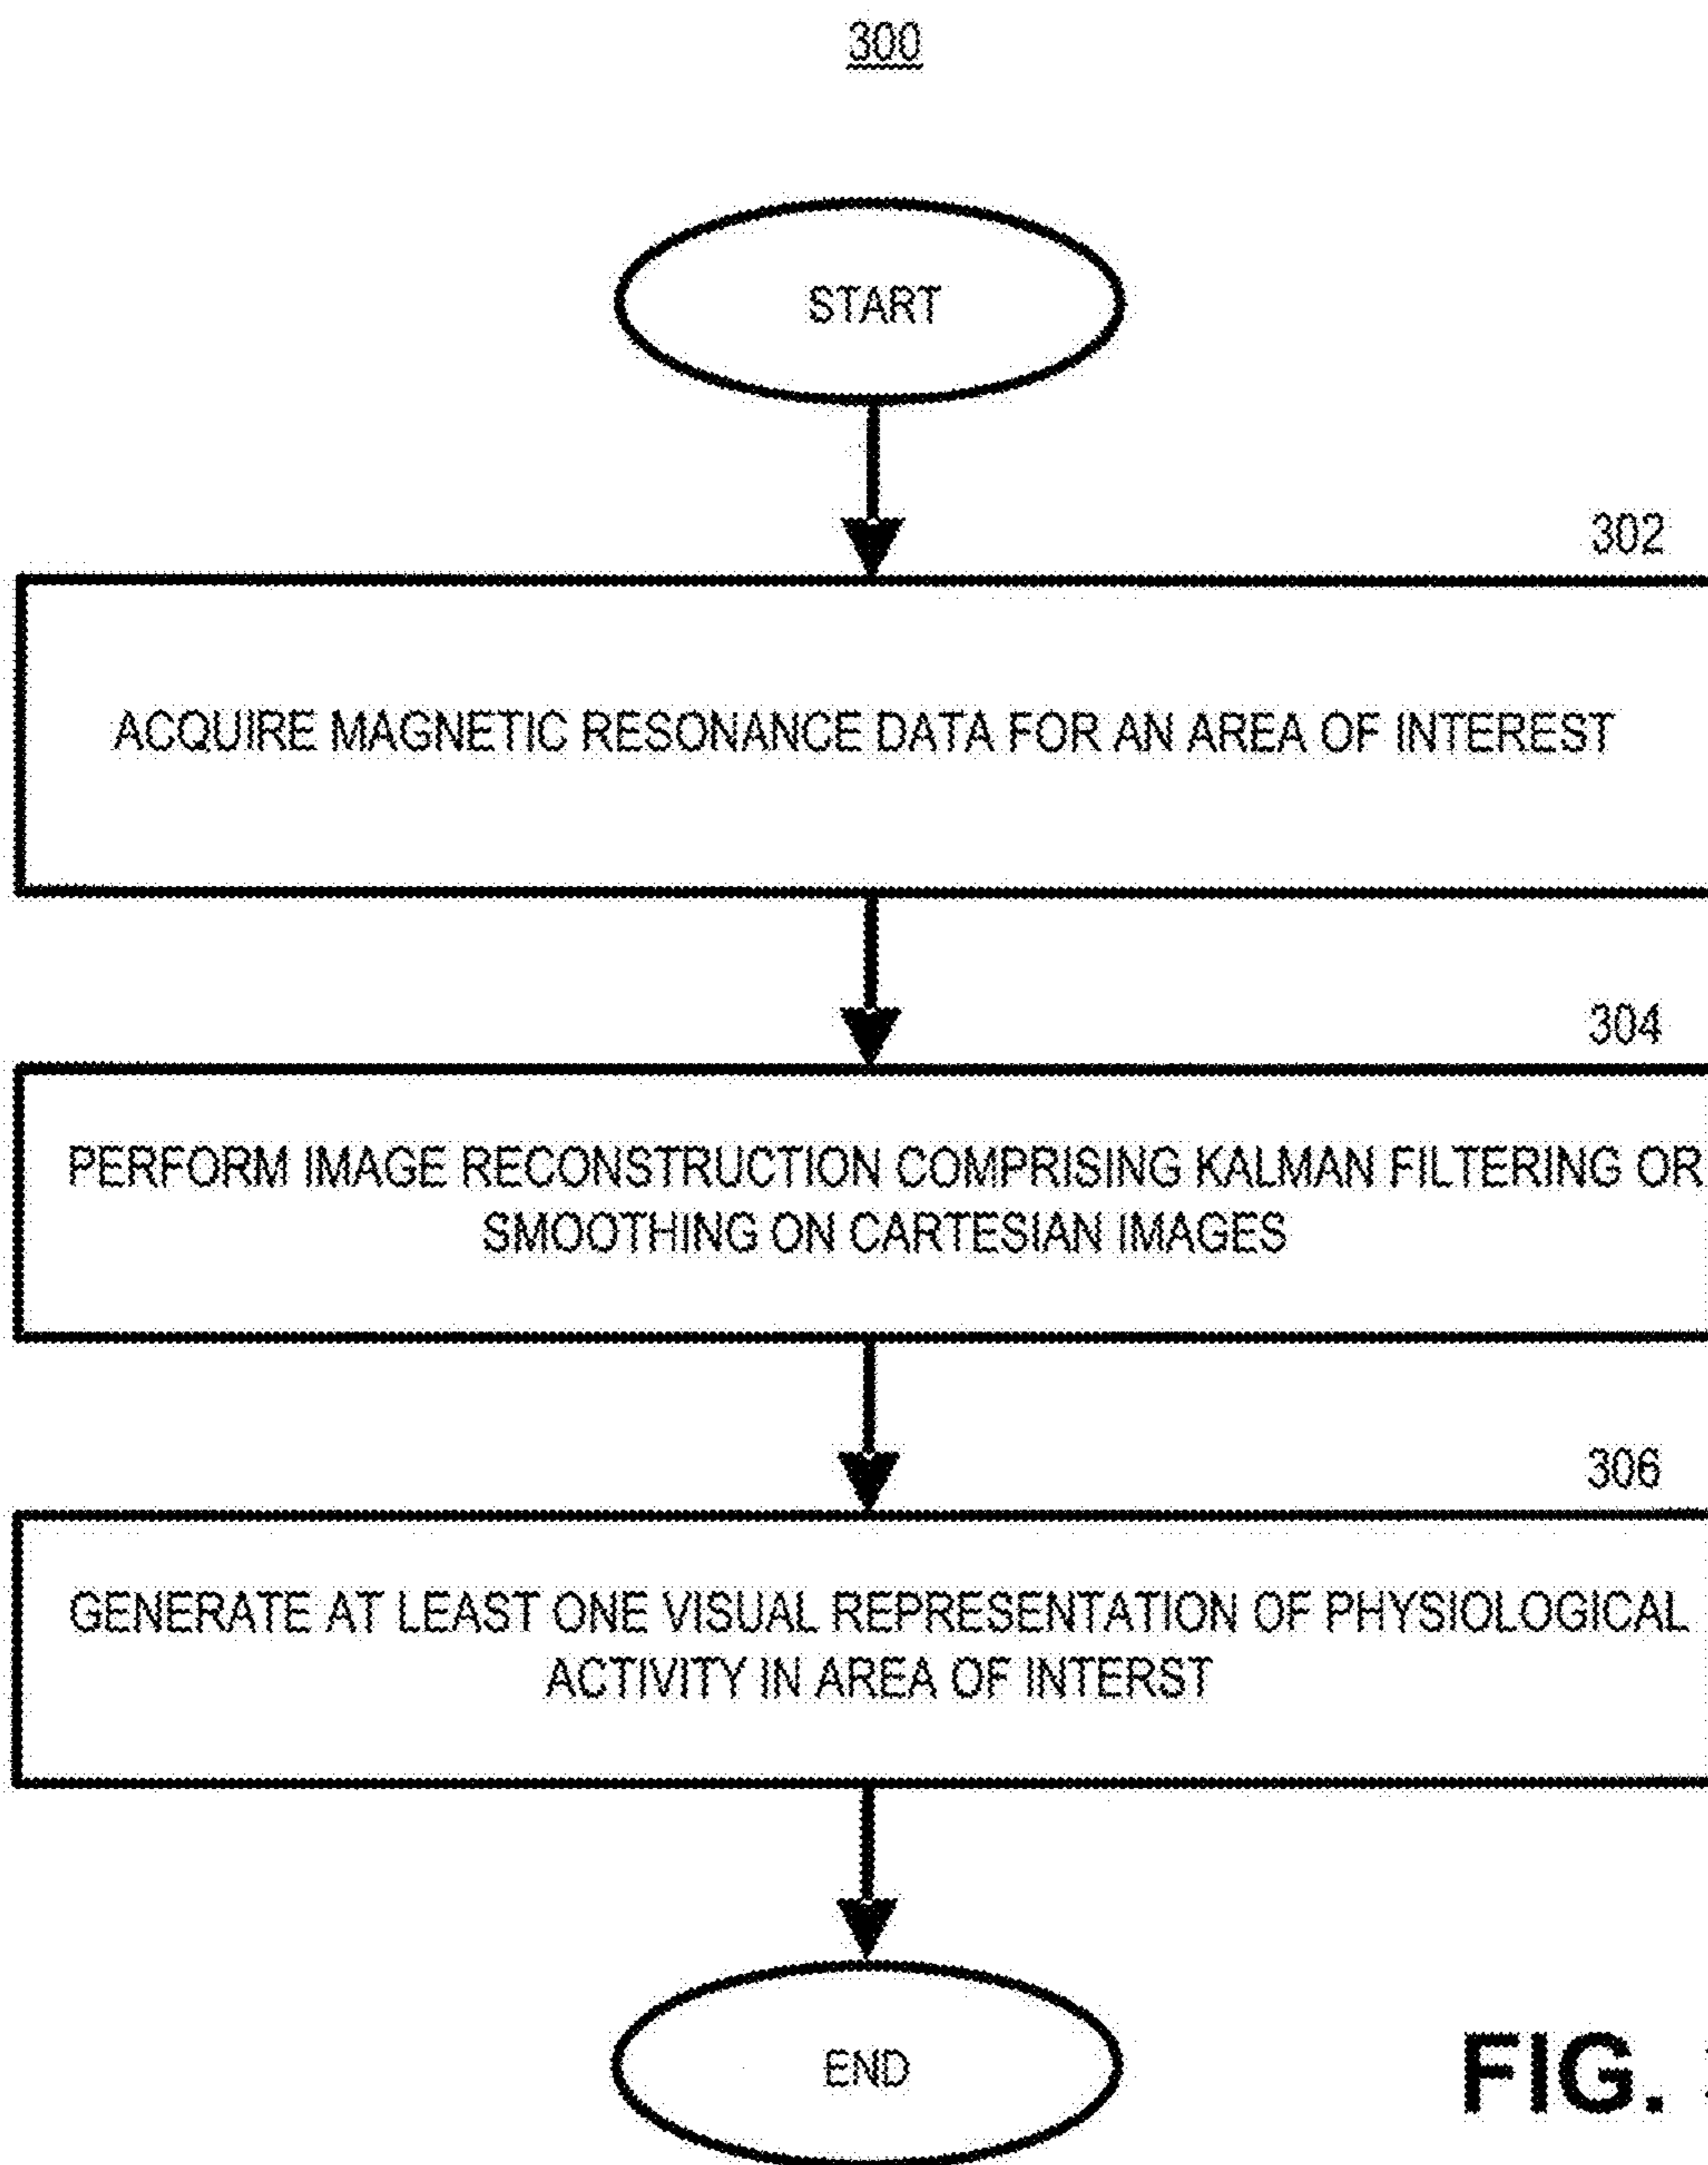 300
START
302
ACQUIRE MAGNETIC RESONANCE DATA FOR AN AREA OF INTEREST
304
PERFORM IMAGE RECONSTRUCTION COMPRISING KALMAN FILTERING OR
SMOOTHING ON CARTESIAN IMAGES
306
GENERATE AT LEAST ONE VISUAL REPRESENTATION OF PHYSIOLOGICAL
ACTIVITY IN AREA OF INTERST
END
FIG.